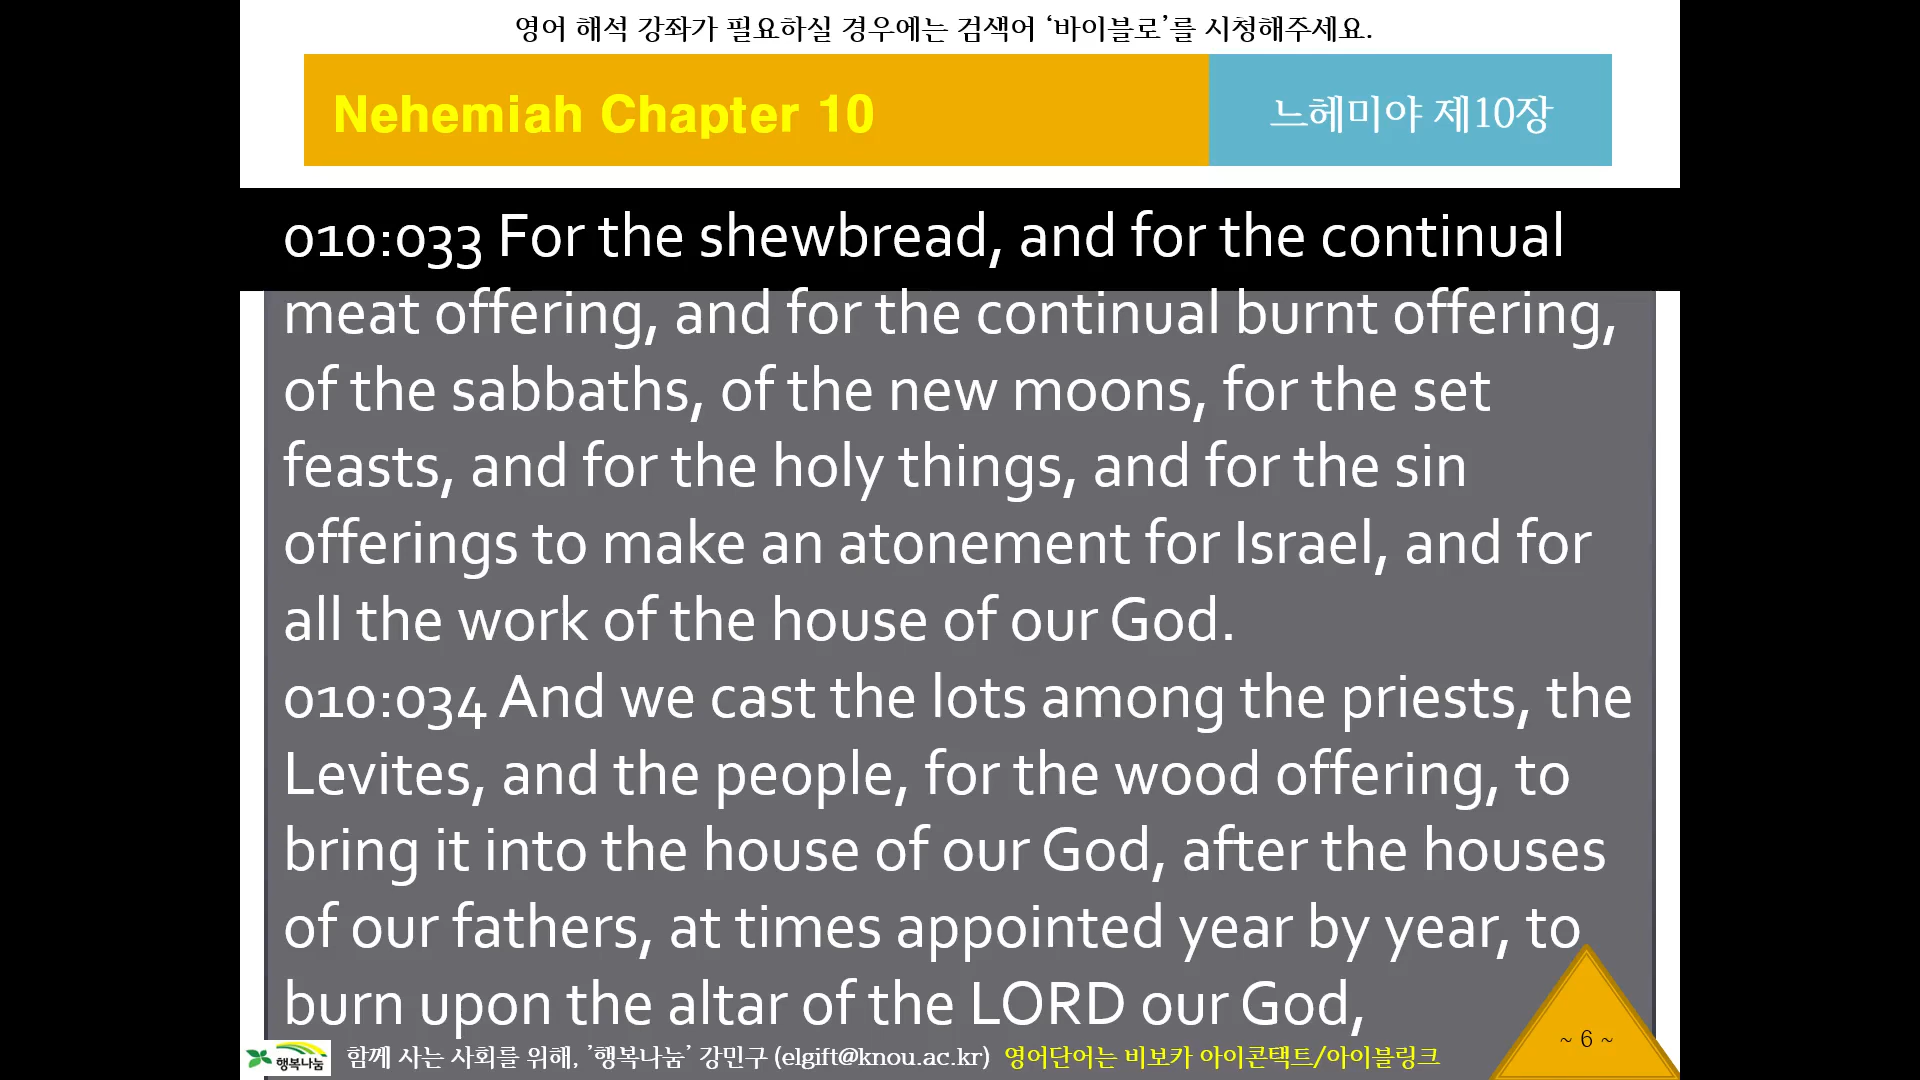 영어 해석 강좌가 필요하실 경우에는 검색어 ‘바이블로’를 시청해주세요.
Nehemiah Chapter 10
느헤미야 제10장
010:033 For the shewbread, and for the continual
meat offering, and for the continual burnt offering,
of the sabbaths, of the new moons, for the set
feasts, and for the holy things, and for the sin
offerings to make an atonement for Israel, and for
all the work of the house of our God.
010:034 And we cast the lots among the priests, the
Levites, and the people, for the wood offering, to
bring it into the house of our God, after the houses
of our fathers, at times appointed year by year, to
burn upon the altar of the LORD our God,
~ 6 ~
행복나눔 함께 사는 사회를 위해, ’행복나눔’ 강민구 (elgift@knou.ac.kr) 영어단어는 비보카 아이콘택트/아이블링크